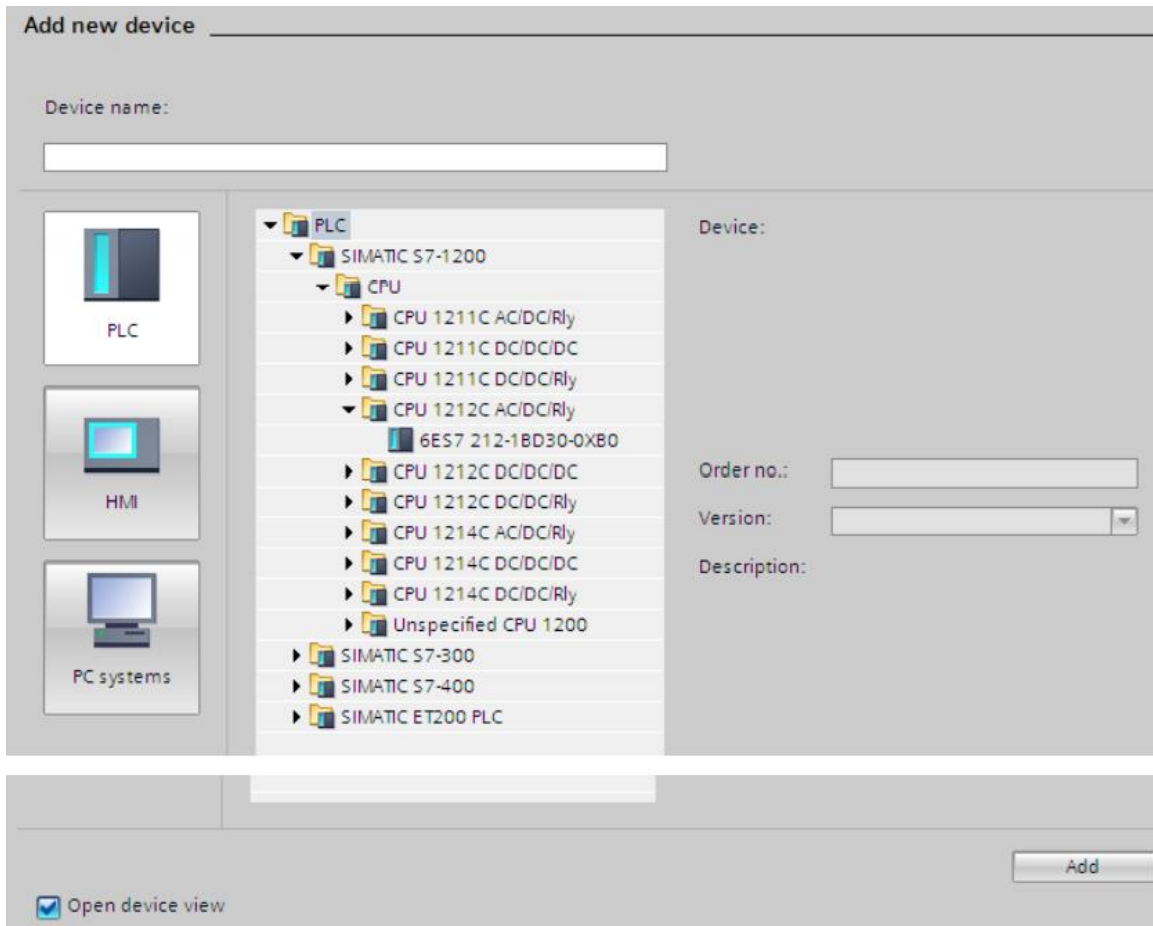 Add new device
Device name:
PLC
HMI
PC systems
PLC
SIMATIC S7-1200
CPU
CPU 1211C AC/DC/Rly
CPU 1211C DC/DC/DC
CPU 1211C DC/DC/Rly
CPU 1212C AC/DC/Rly
6ES7 212-1BD30-0XB0
CPU 1212C DC/DC/DC
CPU 1212C DC/DC/Rly
CPU 1214C AC/DC/Rly
CPU 1214C DC/DC/DC
CPU 1214C DC/DC/Rly
Unspecified CPU 1200
SIMATIC S7-300
SIMATIC S7-400
SIMATIC ET200 PLC
Device:
Order no.:
Version:
Description:
Add
Open device view